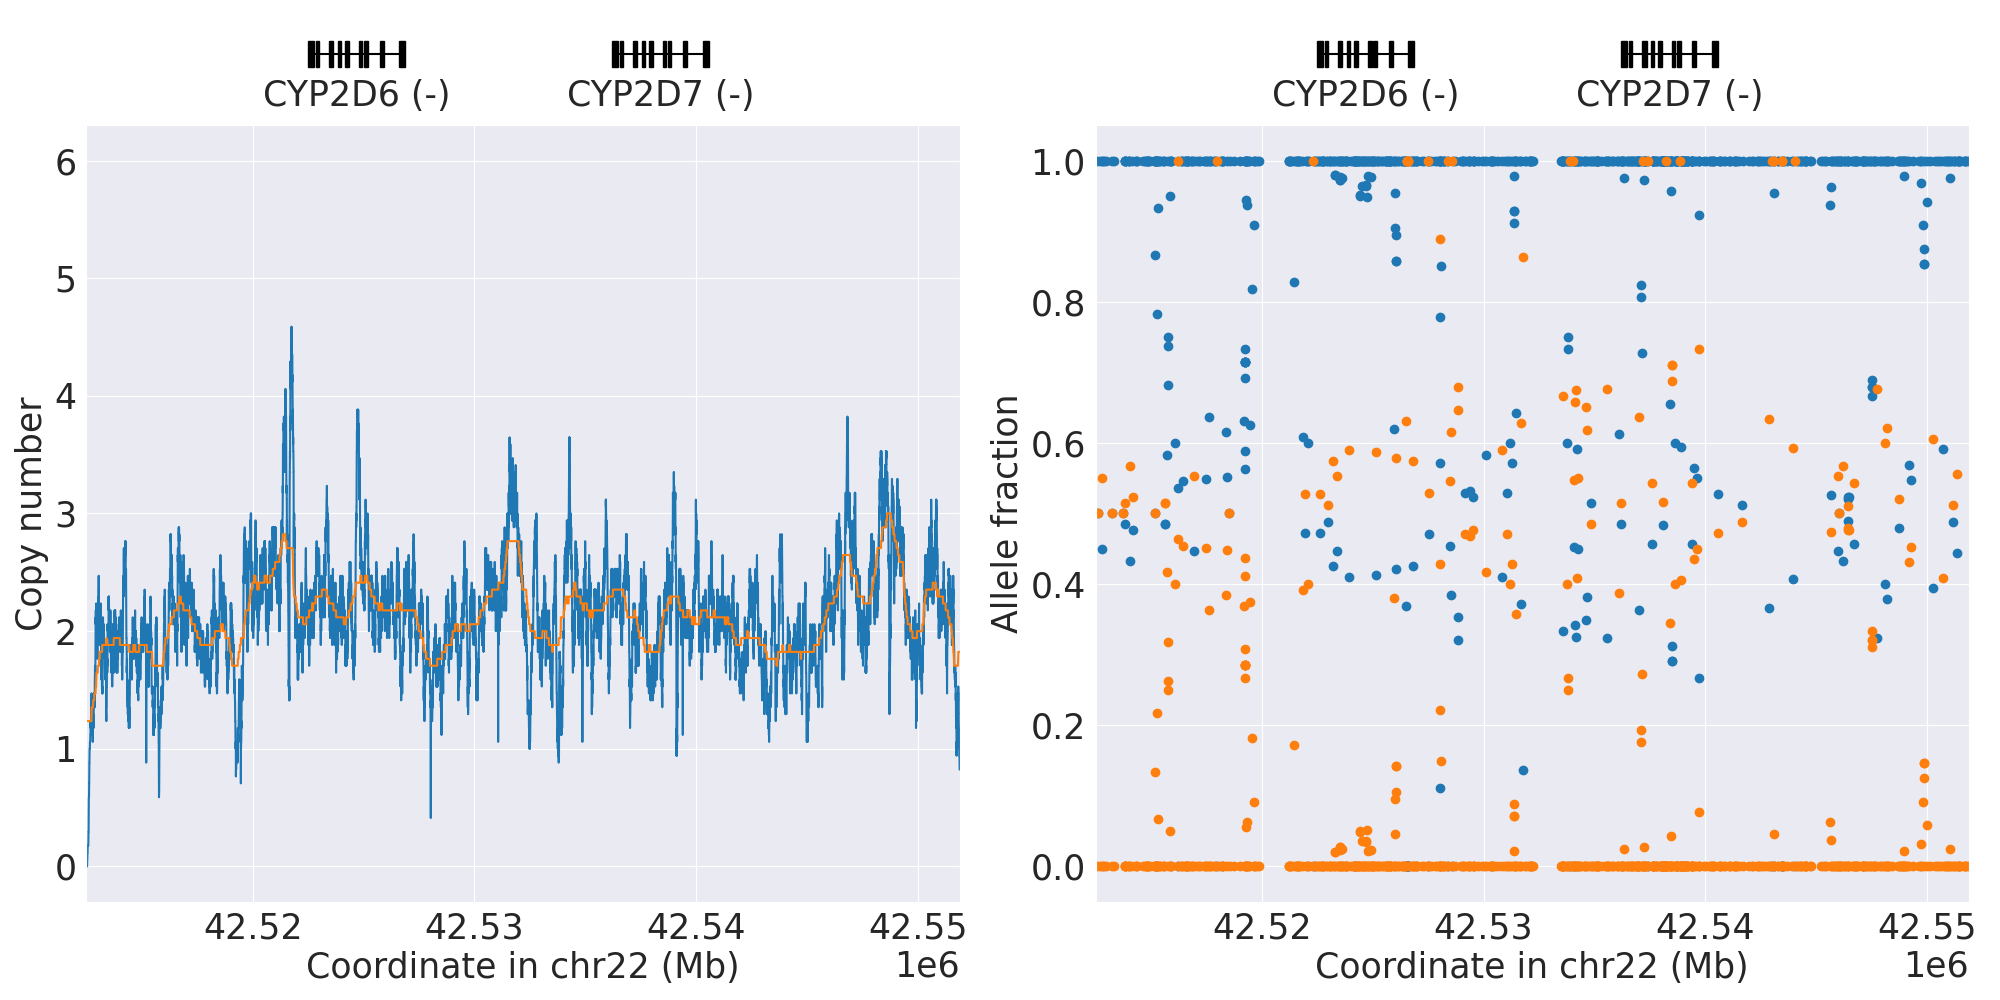 CYP2D6 (-)
CYP2D7 (-)
Copy number
6
5
4
3
2
1
0
42.52
42.53
42.54
42.55
Coordinate in chr22 (Mb)
1e6
CYP2D6 (-)
CYP2D7 (-)
Allele fraction
1.0
0.8
0.6
0.4
0.2
0.0
42.52
42.53
42.54
42.55
Coordinate in chr22 (Mb)
1e6